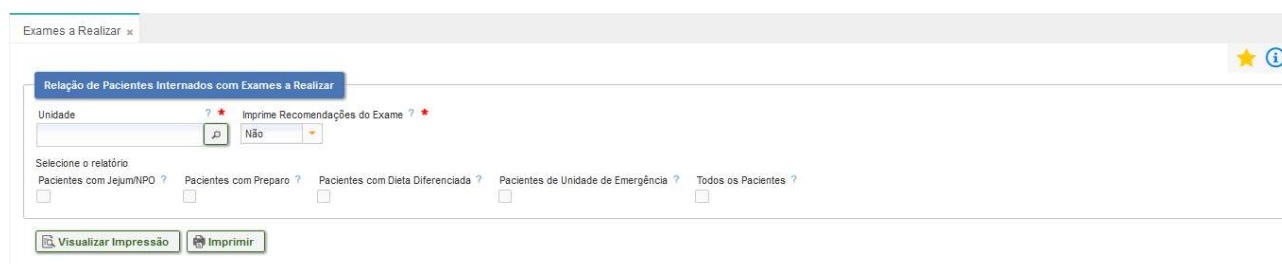 Exames a Realizar x
Relação de Pacientes Internados com Exames a Realizar
Unidade ? * Imprime Recomendações do Exame ? *
Não
Selecione o relatório
Pacientes com Jejum/NPO ? Pacientes com Preparo ? Pacientes com Dieta Diferenciada ? Pacientes de Unidade de Emergência ? Todos os Pacientes ?
Visualizar Impressão Imprimir